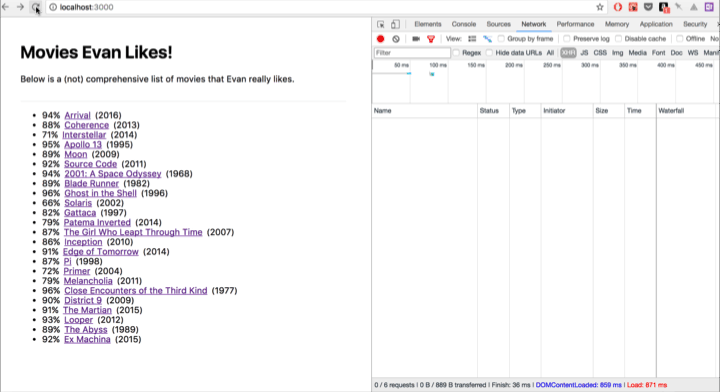 localhost:3000
Movies Evan Likes!
Below is a (not) comprehensive list of movies that Evan really likes.
94% Arrival (2016)
88% Coherence (2013)
71% Interstellar (2014)
95% Apollo 13 (1995)
89% Moon (2009)
92% Source Code (2011)
94% 2001: A Space Odyssey (1968)
89% Blade Runner (1982)
96% Ghost in the Shell (1996)
66% Solaris (2002)
82% Gattaca (1997)
79% Patema Inverted (2014)
87% The Girl Who Leapt Through Time (2007)
86% Inception (2010)
91% Edge of Tomorrow (2014)
87% Pi (1998)
72% Primer (2004)
79% Melancholia (2011)
96% Close Encounters of the Third Kind (1977)
90% District 9 (2009)
91% The Martian (2015)
93% Looper (2012)
89% The Abyss (1989)
92% Ex Machina (2015)
Elements Console Sources Network Performance Memory Application Security
View: Group by frame Preserve log Disable cache Offline No
Filter Regex Hide data URLs All XHR JS CSS Img Media Font Doc WS Mani
50 ms 100 ms 150 ms 200 ms 250 ms 300 ms 350 ms 400 ms 450 ms
Name Status Type Initiator Size Time Waterfall
0 / 6 requests | 0 B / 889 B transferred | Finish: 36 ms | DOMContentLoaded: 859 ms | Load: 871 ms